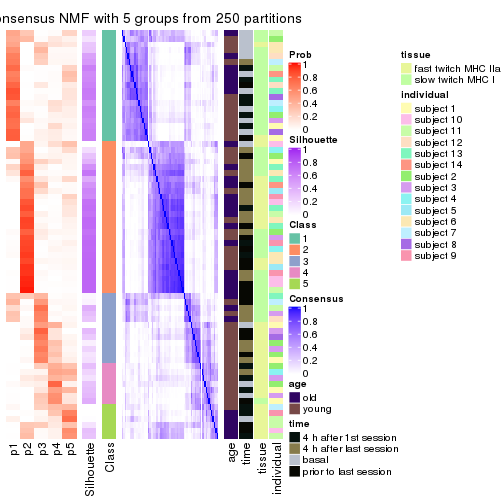 onsensus NMF with 5 groups from 250 partitions
Prob
1
0.8
0.6
0.4
0.2
0
Silhouette
1
0.8
0.6
0.4
0.2
0
Class
1
2
3
4
5
Consensus
1
0.8
0.6
0.4
0.2
0
age
old
young
time
4 h after 1st session
4 h after last session
basal
prior to last session
tissue
fast twitch MHC IIa
slow twitch MHC I
individual
subject 1
subject 10
subject 11
subject 12
subject 13
subject 14
subject 2
subject 3
subject 4
subject 5
subject 6
subject 7
subject 8
subject 9
p1
p2
p3
p4
p5
Silhouette
Class
age
time
tissue
individual